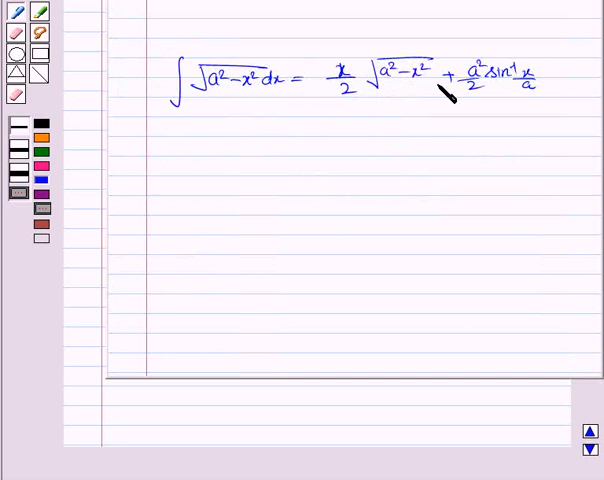 ∫ √(a² − x²) dx = x/2 √(a² − x²) + a²/2 sin⁻¹ x/a